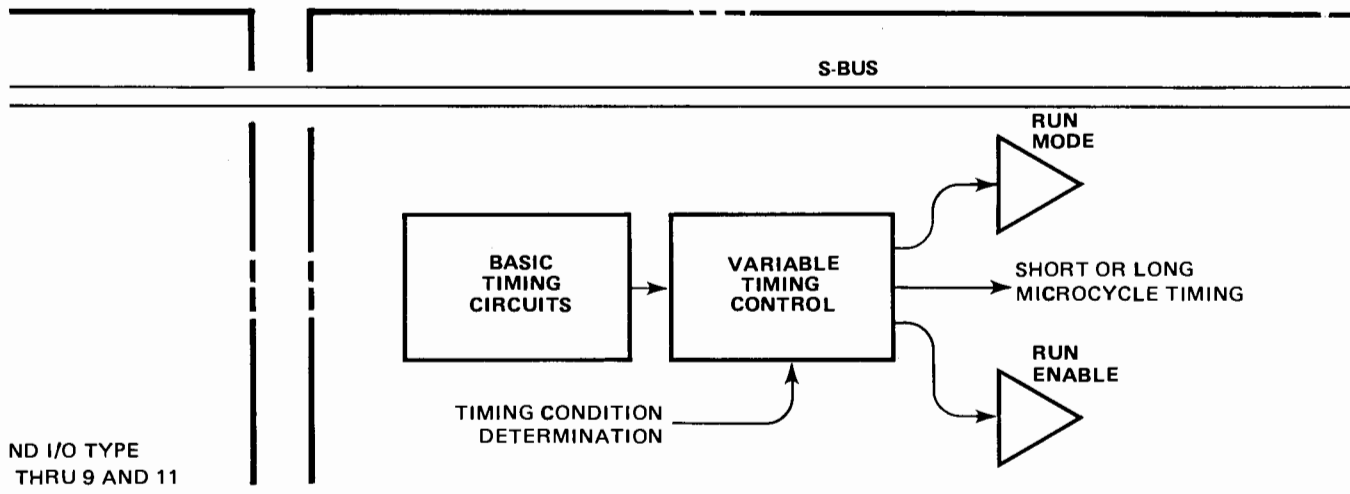 S-BUS
RUN
MODE
BASIC
TIMING
CIRCUITS
VARIABLE
TIMING
CONTROL
SHORT OR LONG
MICROCYCLE TIMING
RUN
ENABLE
TIMING CONDITION
DETERMINATION
ND I/O TYPE
THRU 9 AND 11